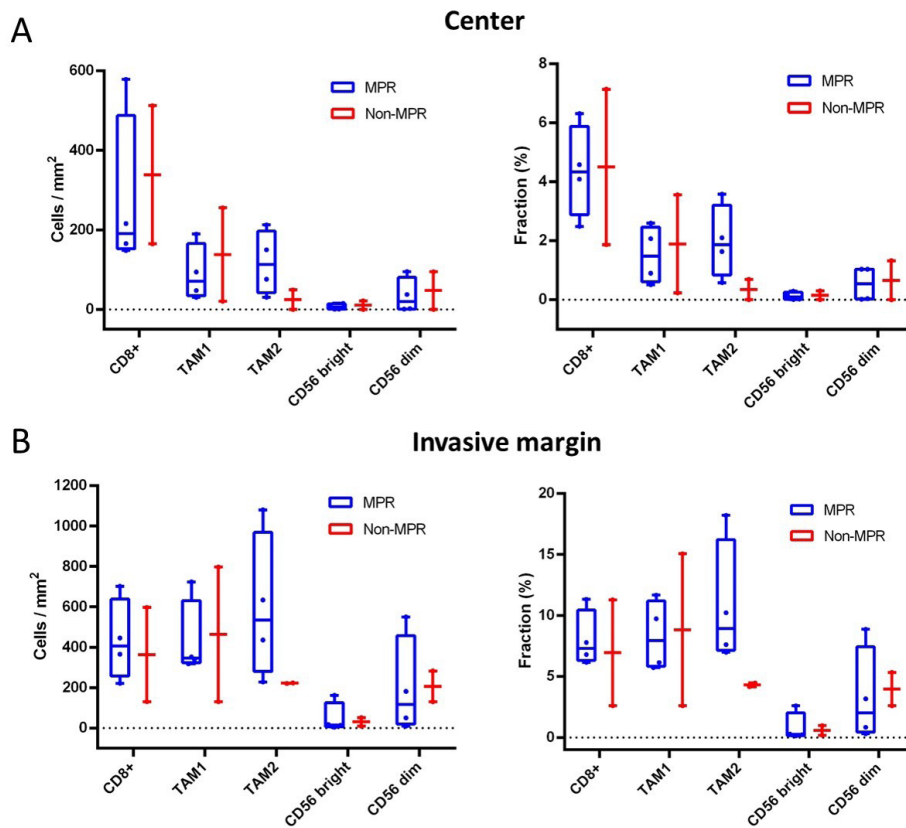 A
Center
Cells / mm²
600
400
200
0
MPR
Non-MPR
CD8+
TAM1
TAM2
CD56 bright
CD56 dim
Fraction (%)
8
6
4
2
0
MPR
Non-MPR
CD8+
TAM1
TAM2
CD56 bright
CD56 dim
B
Invasive margin
Cells / mm²
1200
1000
800
600
400
200
0
MPR
Non-MPR
CD8+
TAM1
TAM2
CD56 bright
CD56 dim
Fraction (%)
20
15
10
5
0
MPR
Non-MPR
CD8+
TAM1
TAM2
CD56 bright
CD56 dim